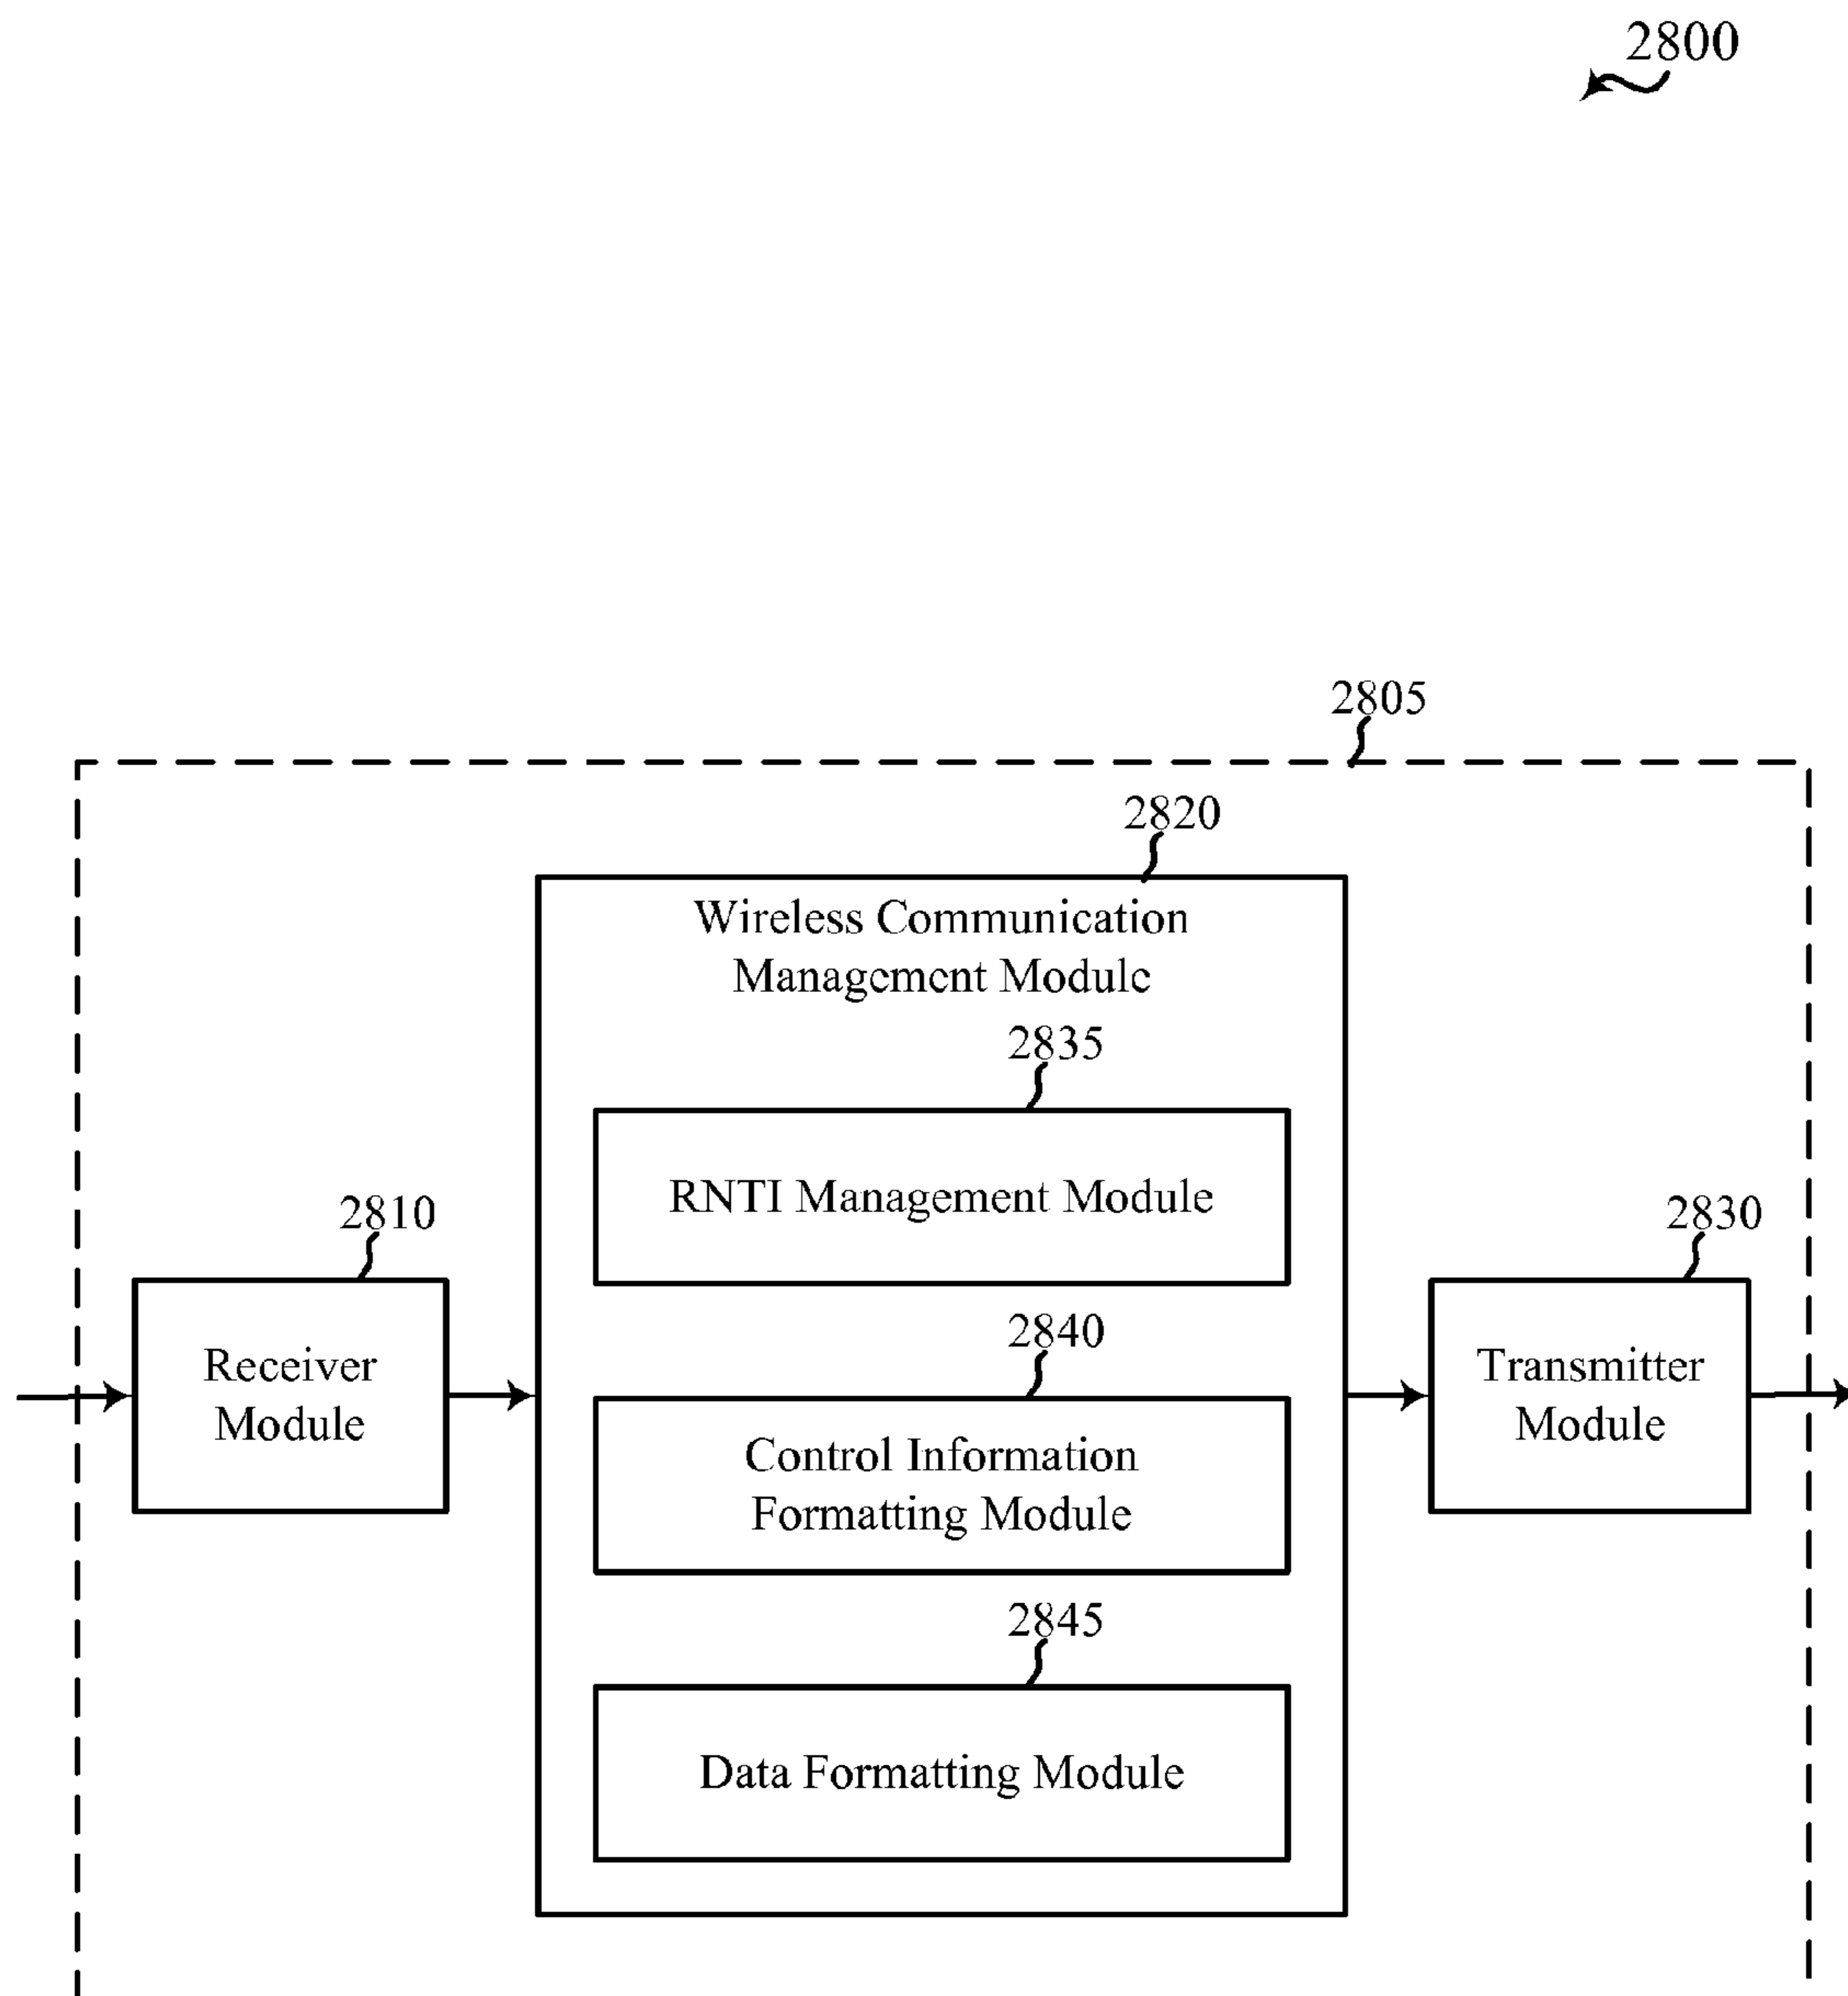 2800
2805
2820
Wireless Communication
Management Module
2835
RNTI Management Module
2810
Receiver
Module
2840
Control Information
Formatting Module
2830
Transmitter
Module
2845
Data Formatting Module